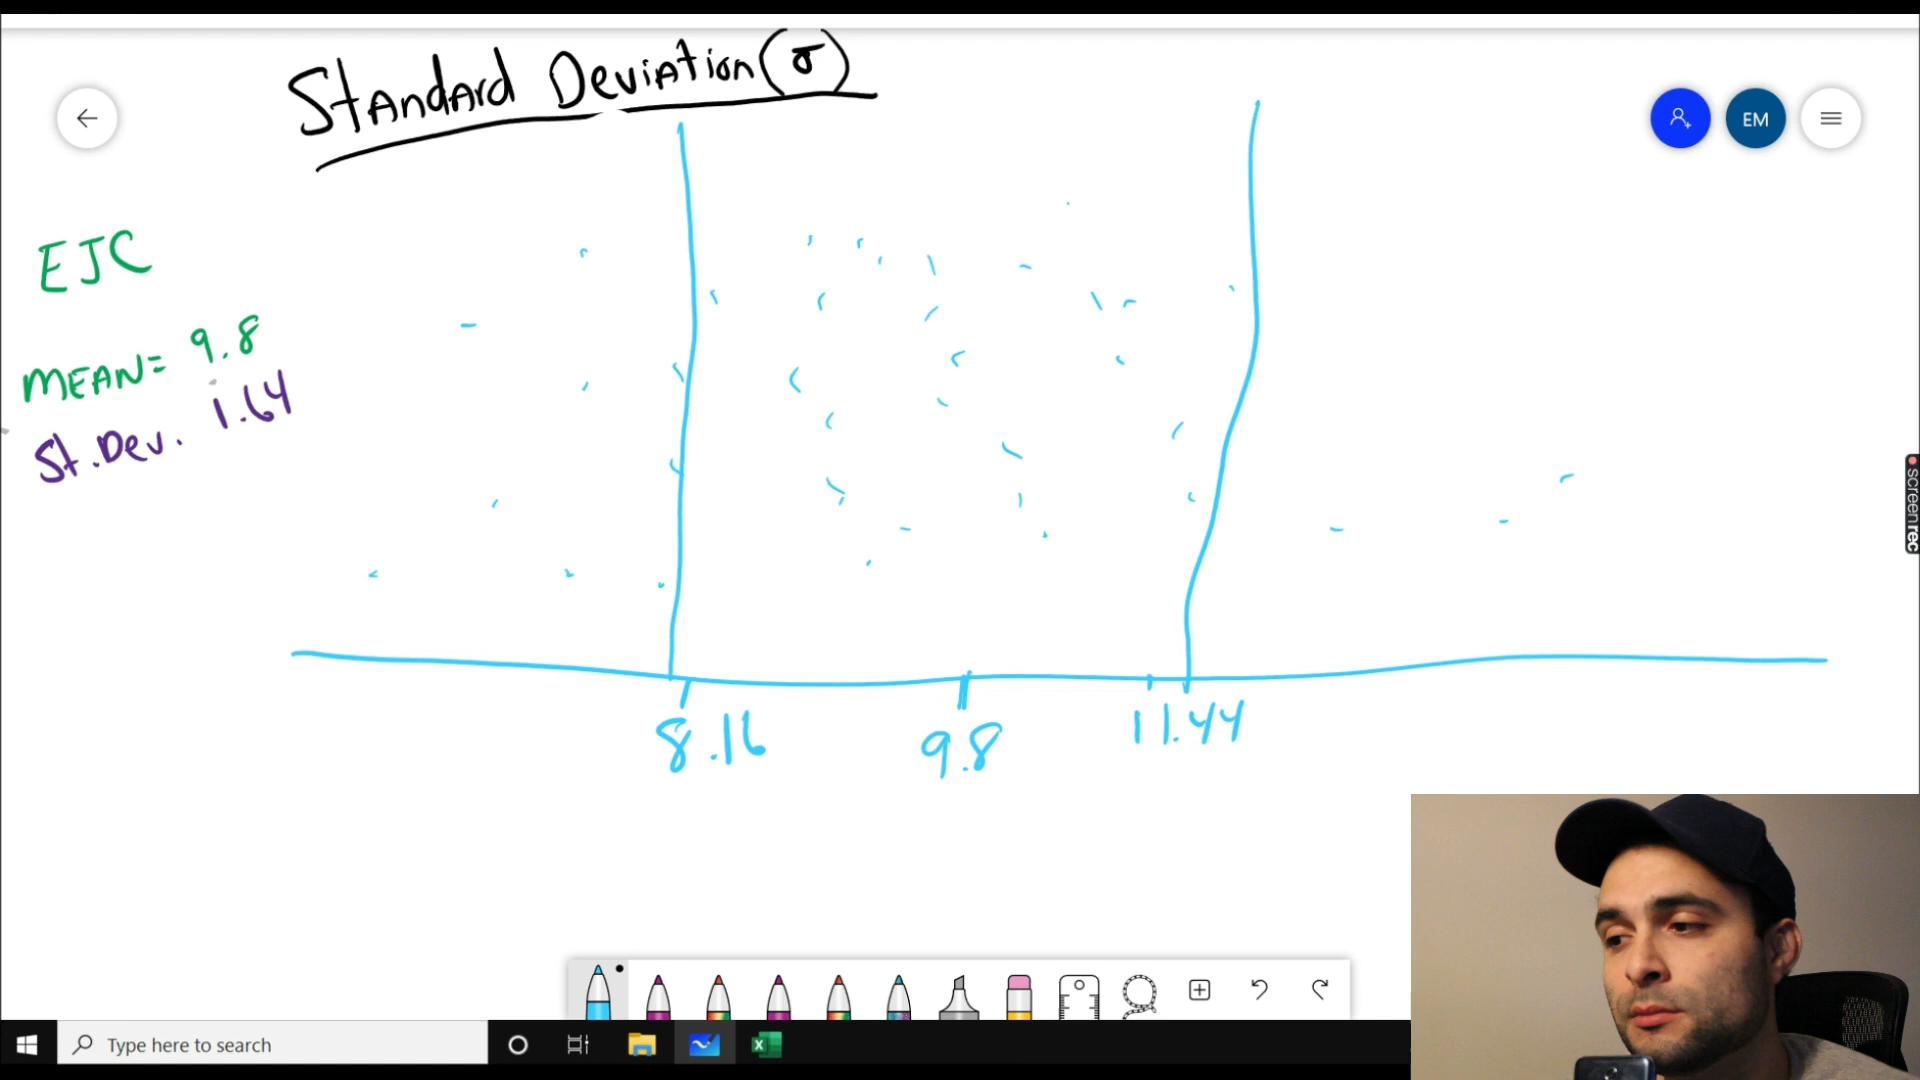 Standard Deviation (σ)
EM
EJC
MEAN= 9.8
St.Dev. 1.64
screenrec
8.16
9.8
11.44
Type here to search